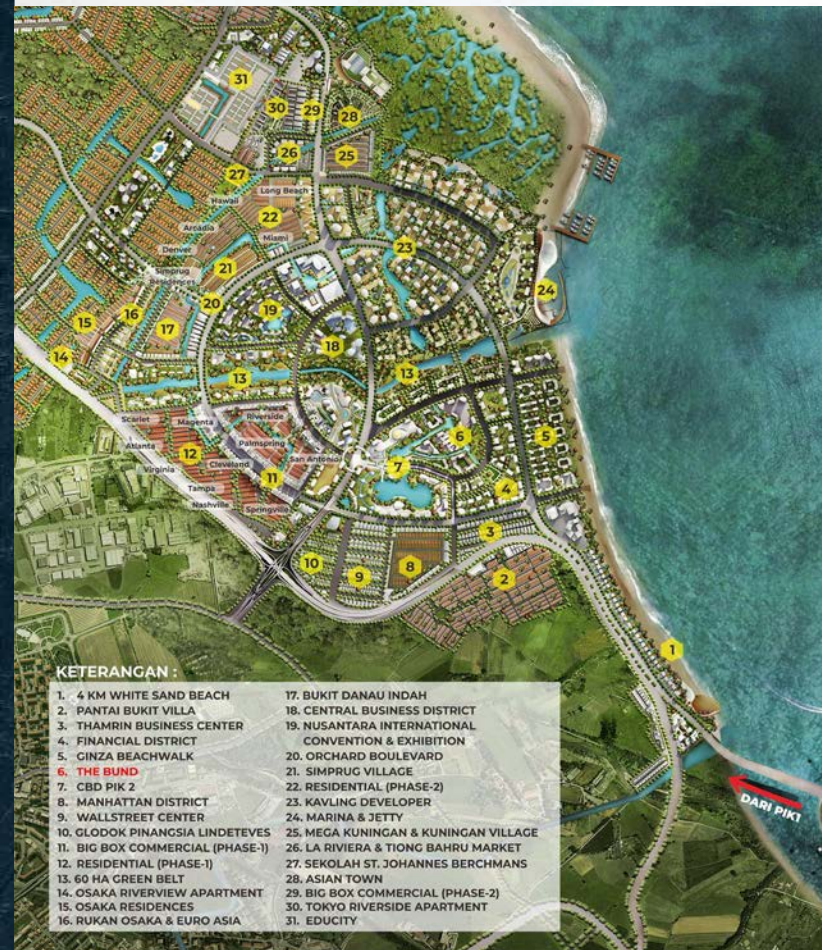 31
30
29
28
26
25
27
Long Beach
Hawaii
22
Arcadia
Miami
Denver
23
21
Simprug
Residences
20
24
19
16
17
15
18
14
13
13
Scarlet
Magenta
Riverside
Atlanta
Palmspring
6
5
12
Virginia
Cleveland
San Antonio
7
11
Tampa
4
Nashville
Springville
3
10
9
8
2
1
DARI PIK1
KETERANGAN :
1. 4 KM WHITE SAND BEACH
2. PANTAI BUKIT VILLA
3. THAMRIN BUSINESS CENTER
4. FINANCIAL DISTRICT
5. GINZA BEACHWALK
6. THE BUND
7. CBD PIK 2
8. MANHATTAN DISTRICT
9. WALLSTREET CENTER
10. GLODOK PINANGSIA LINDETEVES
11. BIG BOX COMMERCIAL (PHASE-1)
12. RESIDENTIAL (PHASE-1)
13. 60 HA GREEN BELT
14. OSAKA RIVERVIEW APARTMENT
15. OSAKA RESIDENCES
16. RUKAN OSAKA & EURO ASIA
17. BUKIT DANAU INDAH
18. CENTRAL BUSINESS DISTRICT
19. NUSANTARA INTERNATIONAL
CONVENTION & EXHIBITION
20. ORCHARD BOULEVARD
21. SIMPRUG VILLAGE
22. RESIDENTIAL (PHASE-2)
23. KAVLING DEVELOPER
24. MARINA & JETTY
25. MEGA KUNINGAN & KUNINGAN VILLAGE
26. LA RIVIERA & TIONG BAHRU MARKET
27. SEKOLAH ST. JOHANNES BERCHMANS
28. ASIAN TOWN
29. BIG BOX COMMERCIAL (PHASE-2)
30. TOKYO RIVERSIDE APARTMENT
31. EDUCITY